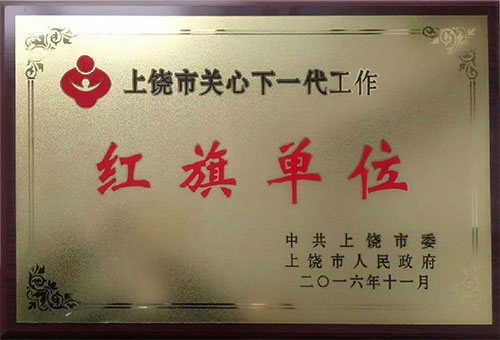 上饶市关心下一代工作
红旗单位
中共上饶市委
上饶市人民政府
二〇一六年十一月